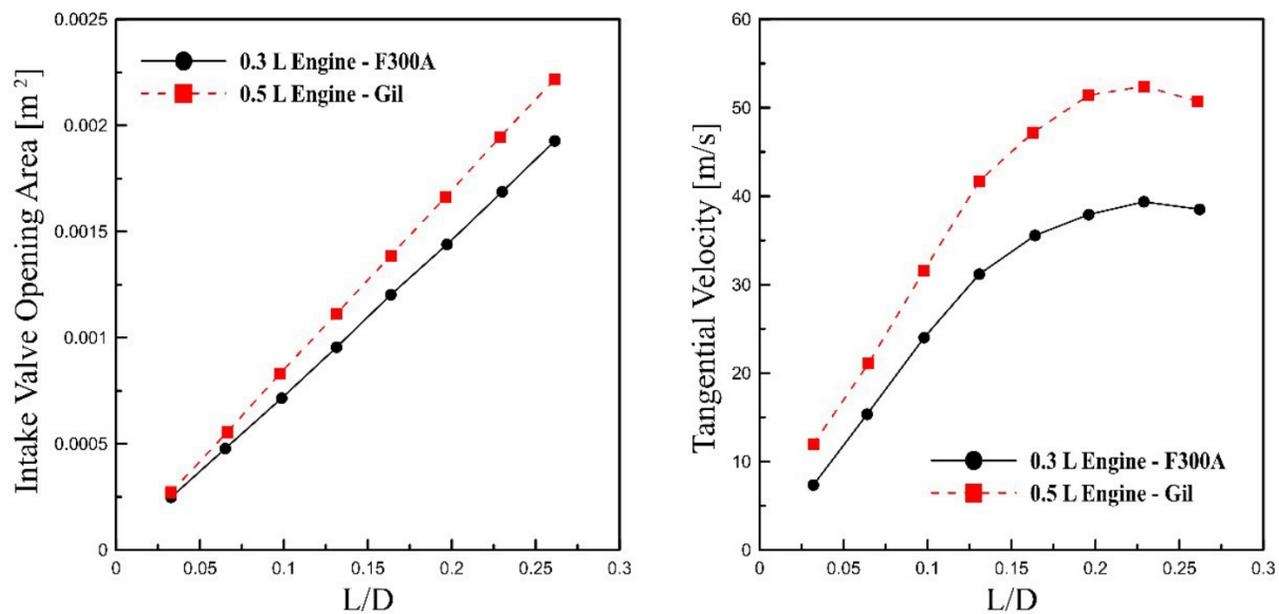 0.0025
0.002
0.0015
0.001
0.0005
0
Intake Valve Opening Area [m²]
0.3 L Engine - F300A
0.5 L Engine - Gil
0 0.05 0.1 0.15 0.2 0.25 0.3
L/D
60
50
40
30
20
10
0
Tangential Velocity [m/s]
0.3 L Engine - F300A
0.5 L Engine - Gil
0 0.05 0.1 0.15 0.2 0.25 0.3
L/D